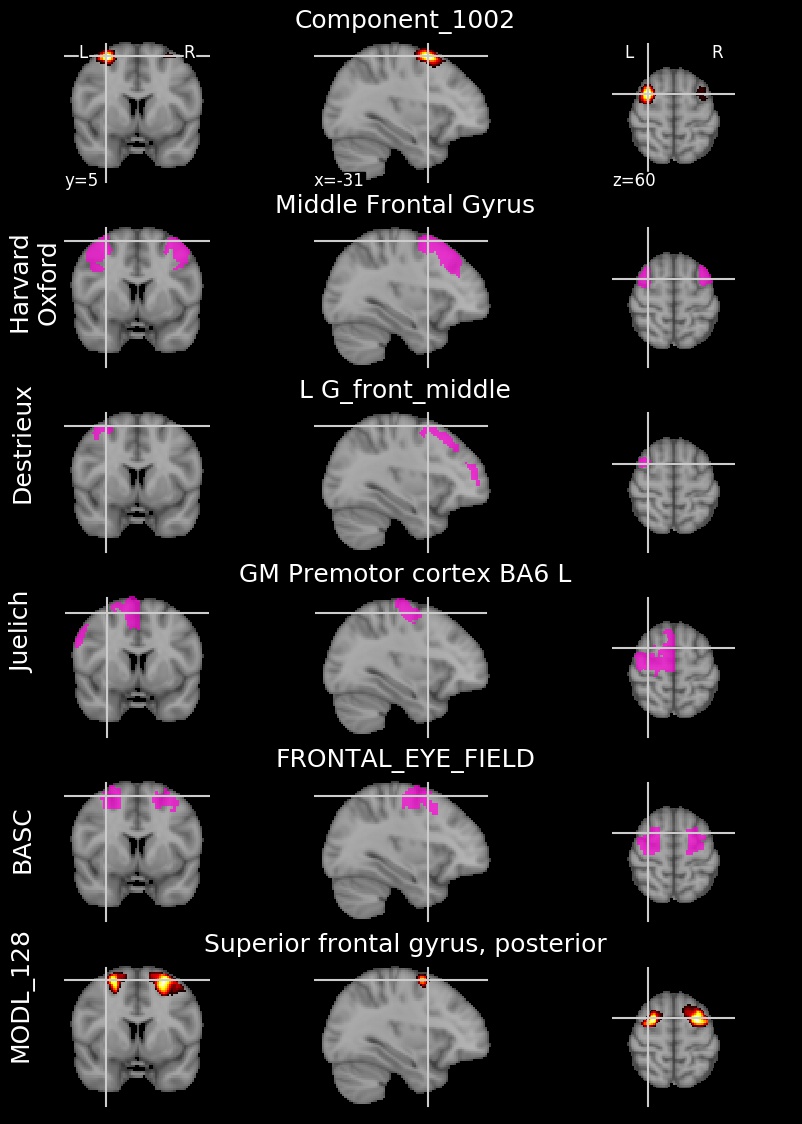 Component_1002
L R
L R
y=5
x=-31
z=60
Middle Frontal Gyrus
Harvard
Oxford
L G_front_middle
Destrieux
GM Premotor cortex BA6 L
Juelich
FRONTAL_EYE_FIELD
BASC
Superior frontal gyrus, posterior
MODL_128